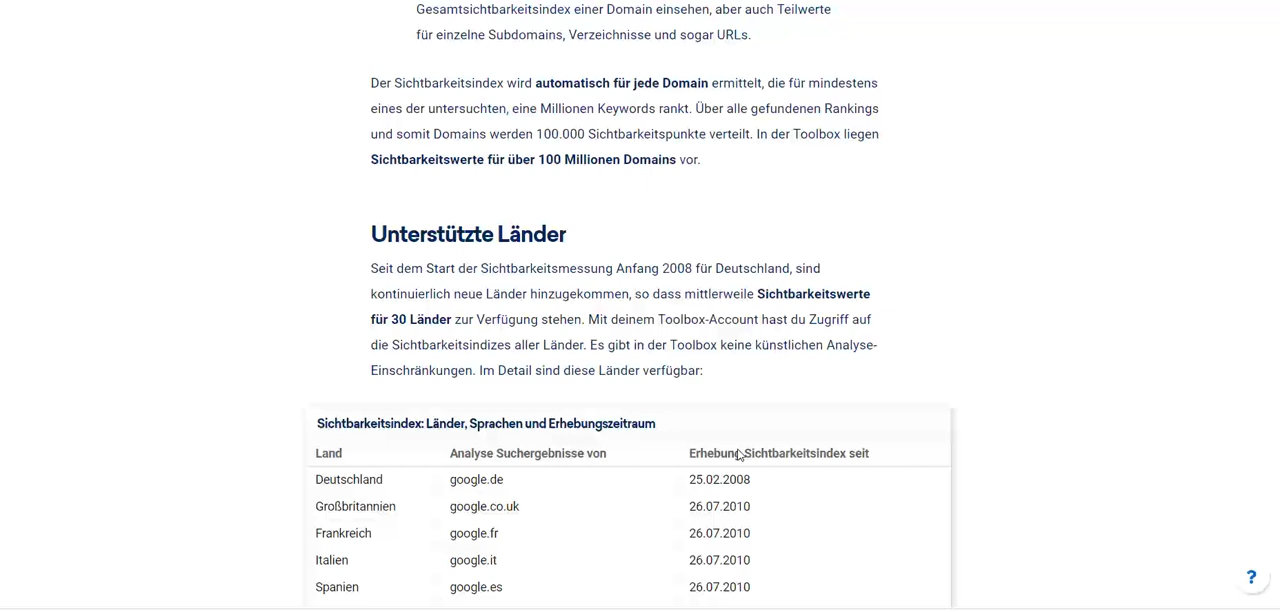 Gesamtsichtbarkeitsindex einer Domain einsehen, aber auch Teilwerte
für einzelne Subdomains, Verzeichnisse und sogar URLs.
Der Sichtbarkeitsindex wird automatisch für jede Domain ermittelt, die für mindestens
eines der untersuchten, eine Millionen Keywords rankt. Über alle gefundenen Rankings
und somit Domains werden 100.000 Sichtbarkeitspunkte verteilt. In der Toolbox liegen
Sichtbarkeitswerte für über 100 Millionen Domains vor.
Unterstützte Länder
Seit dem Start der Sichtbarkeitsmessung Anfang 2008 für Deutschland, sind
kontinuierlich neue Länder hinzugekommen, so dass mittlerweile Sichtbarkeitswerte
für 30 Länder zur Verfügung stehen. Mit deinem Toolbox-Account hast du Zugriff auf
die Sichtbarkeitsindizes aller Länder. Es gibt in der Toolbox keine künstlichen Analyse-
Einschränkungen. Im Detail sind diese Länder verfügbar:
Sichtbarkeitsindex: Länder, Sprachen und Erhebungszeitraum
Land Analyse Suchergebnisse von Erhebung Sichtbarkeitsindex seit
Deutschland google.de 25.02.2008
Großbritannien google.co.uk 26.07.2010
Frankreich google.fr 26.07.2010
Italien google.it 26.07.2010
Spanien google.es 26.07.2010
?